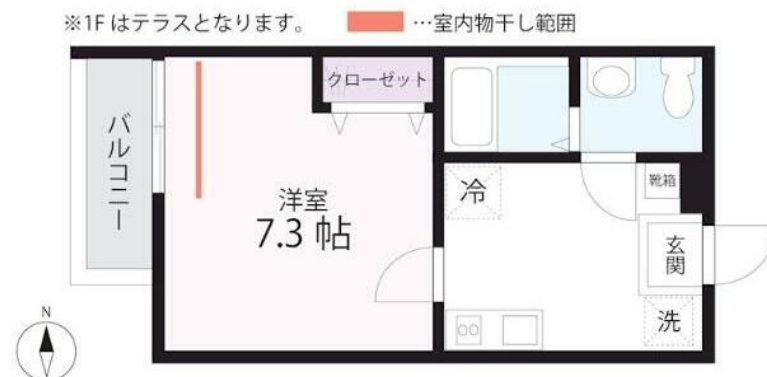 ※1Fはテラスとなります。 …室内物干し範囲
クローゼット
バルコニー
洋室
7.3 帖
冷
靴箱
玄関
洗
N